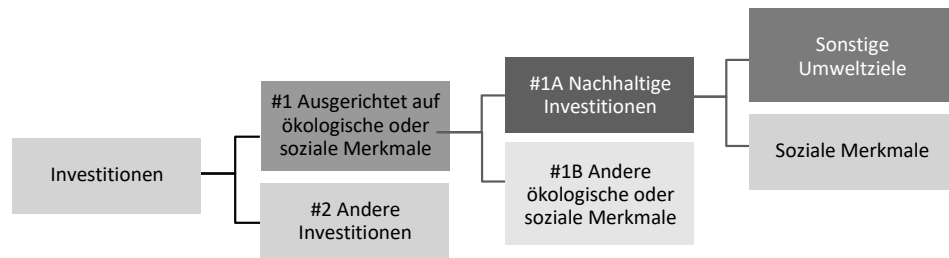 Investitionen
#1 Ausgerichtet auf
ökologische oder
soziale Merkmale
#2 Andere
Investitionen
#1A Nachhaltige
Investitionen
#1B Andere
ökologische oder
soziale Merkmale
Sonstige
Umweltziele
Soziale Merkmale